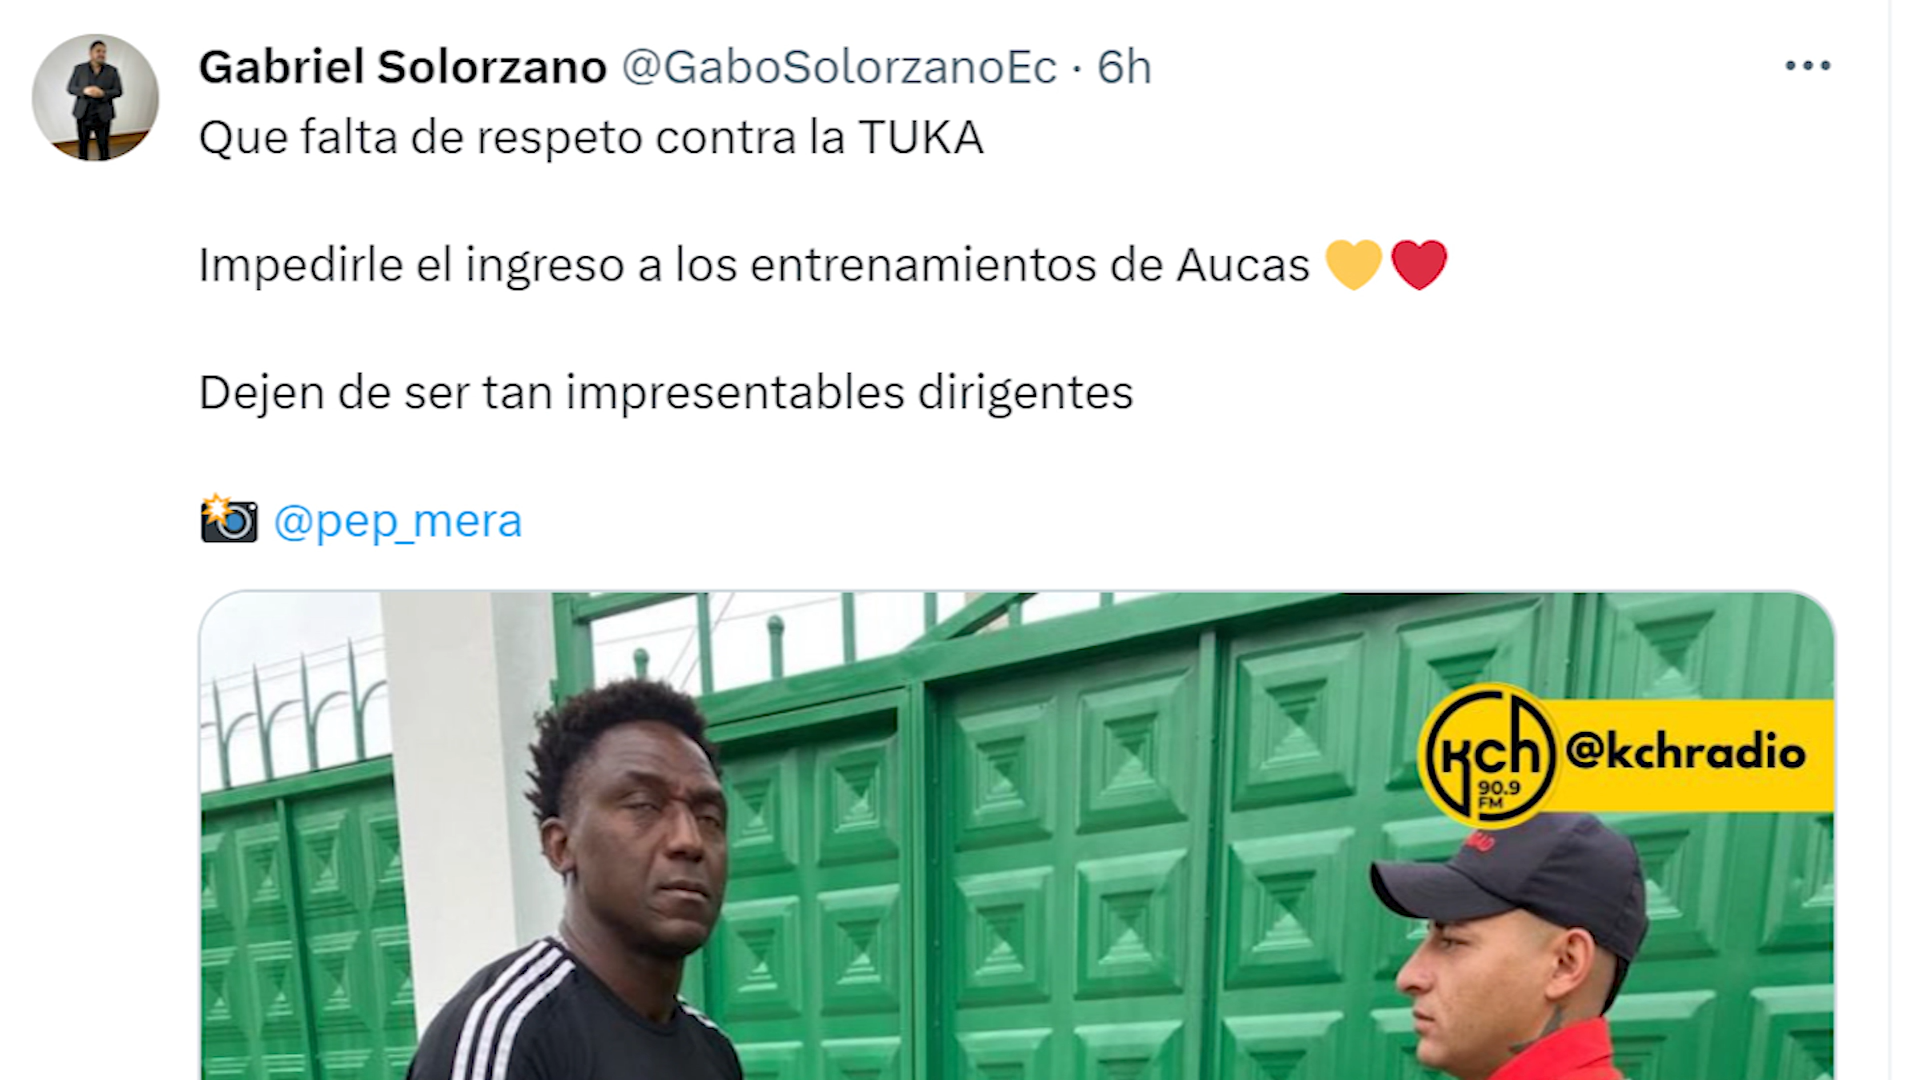 Gabriel Solorzano @GaboSolorzanoEc · 6h
Que falta de respeto contra la TUKA
Impedirle el ingreso a los entrenamientos de Aucas 💛❤️
Dejen de ser tan impresentables dirigentes
📸 @pep_mera
kch
90.9
FM
@kchradio